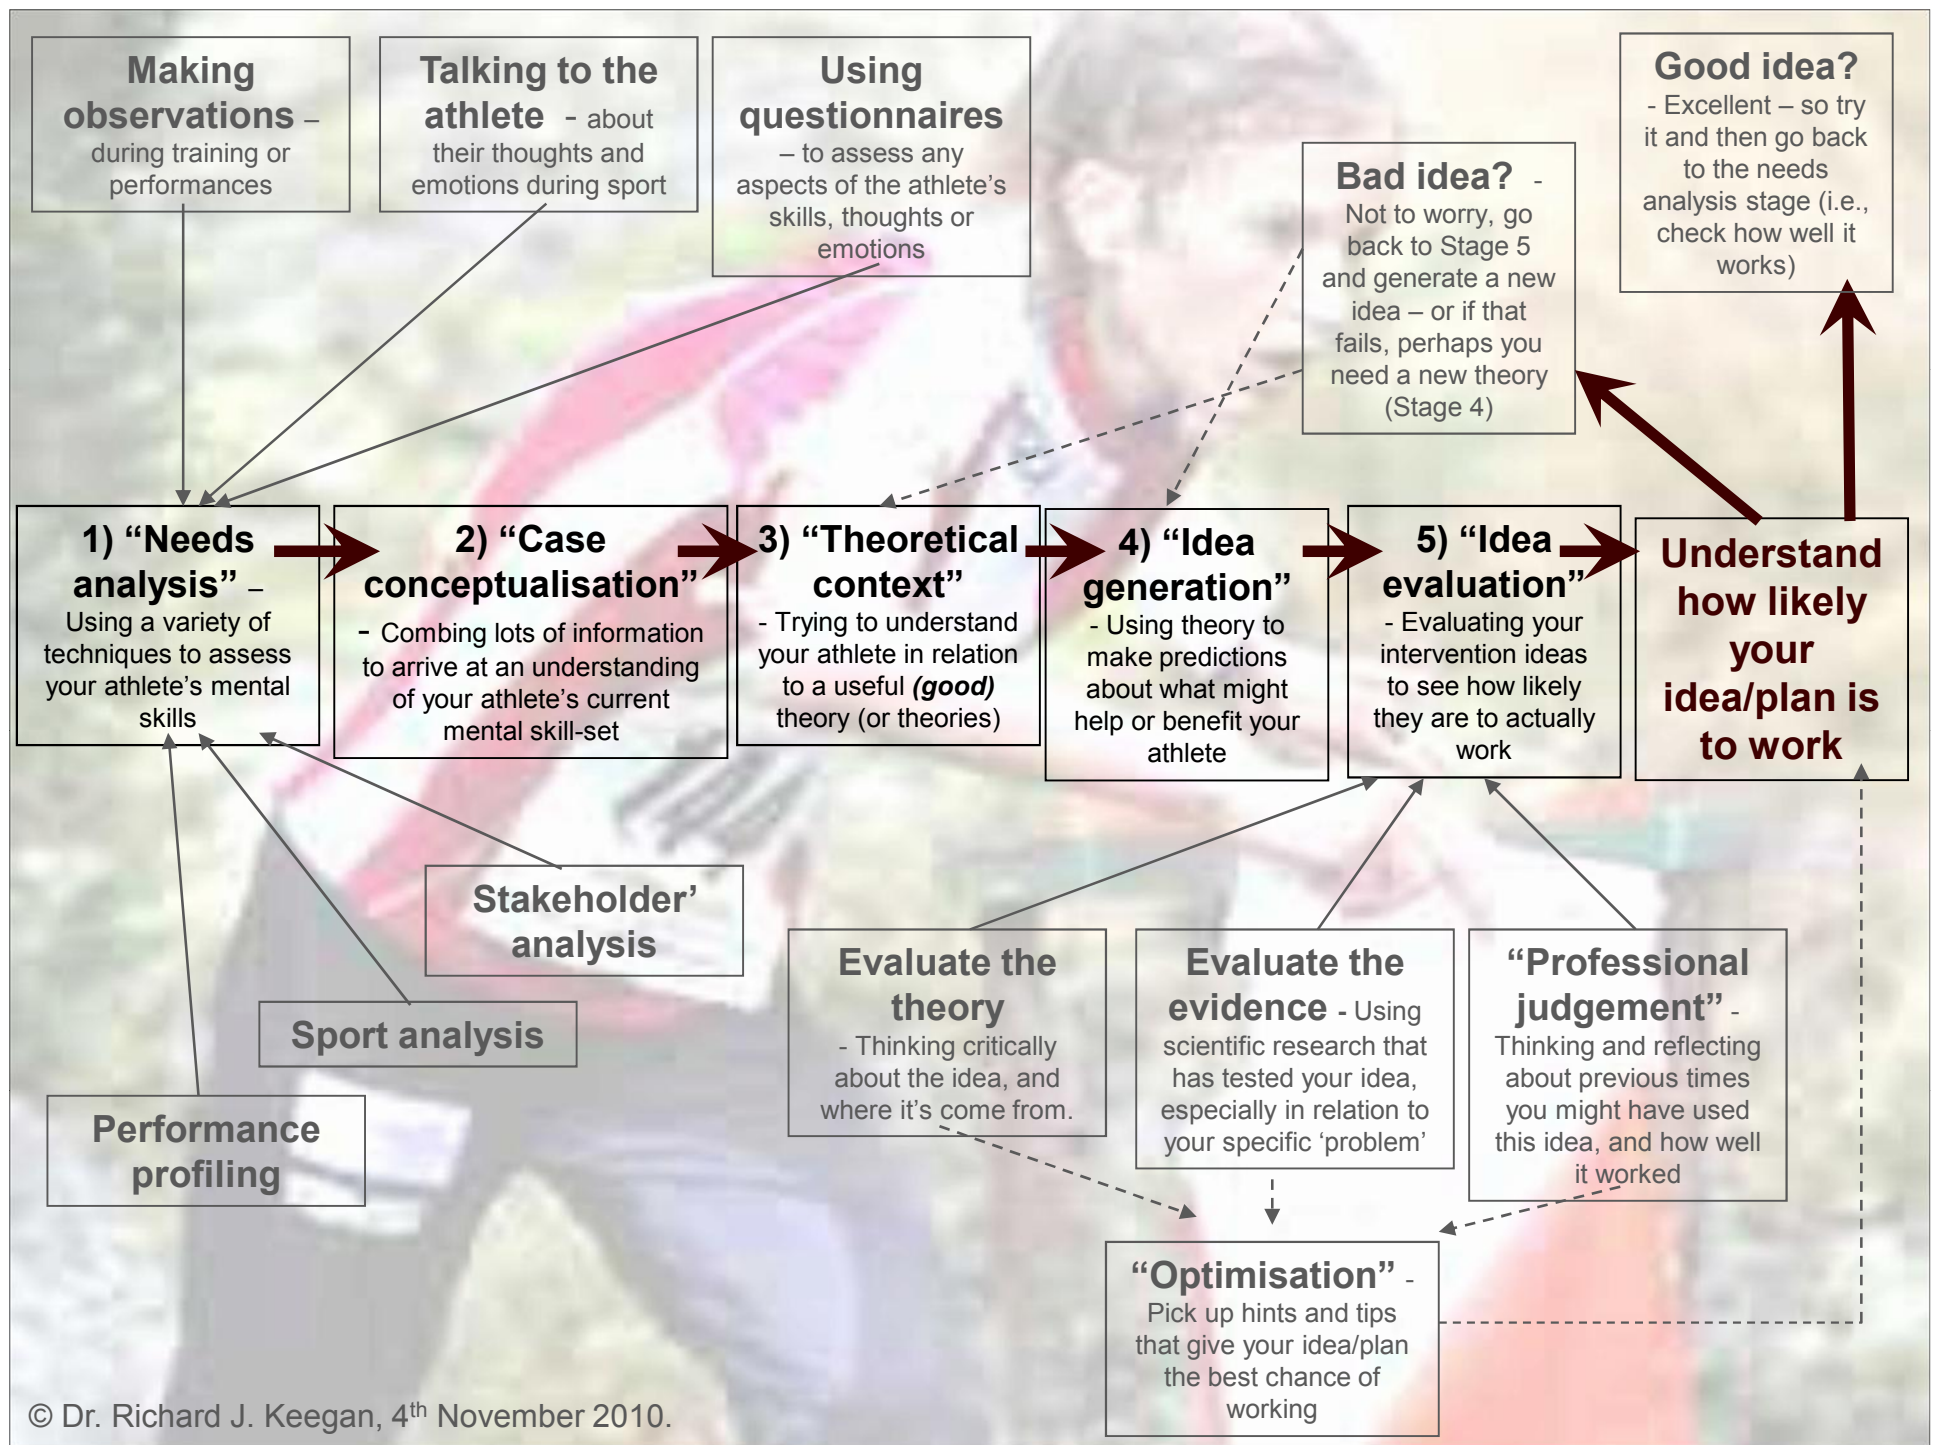 Making
observations –
during training or
performances
Talking to the
athlete - about
their thoughts and
emotions during sport
Using
questionnaires
– to assess any
aspects of the athlete’s
skills, thoughts or
emotions
Good idea?
- Excellent – so try
it and then go back
to the needs
analysis stage (i.e.,
check how well it
works)
Bad idea? -
Not to worry, go
back to Stage 5
and generate a new
idea – or if that
fails, perhaps you
need a new theory
(Stage 4)
1) “Needs
analysis” –
Using a variety of
techniques to assess
your athlete’s mental
skills
2) “Case
conceptualisation”
- Combing lots of information
to arrive at an understanding
of your athlete’s current
mental skill-set
3) “Theoretical
context”
- Trying to understand
your athlete in relation
to a useful (good)
theory (or theories)
4) “Idea
generation”
- Using theory to
make predictions
about what might
help or benefit your
athlete
5) “Idea
evaluation”
- Evaluating your
intervention ideas
to see how likely
they are to actually
work
Understand
how likely
your
idea/plan is
to work
Stakeholder’
analysis
Sport analysis
Performance
profiling
Evaluate the
theory
- Thinking critically
about the idea, and
where it’s come from.
Evaluate the
evidence - Using
scientific research that
has tested your idea,
especially in relation to
your specific ‘problem’
“Professional
judgement” -
Thinking and reflecting
about previous times
you might have used
this idea, and how well
it worked
“Optimisation” -
Pick up hints and tips
that give your idea/plan
the best chance of
working
© Dr. Richard J. Keegan, 4th November 2010.